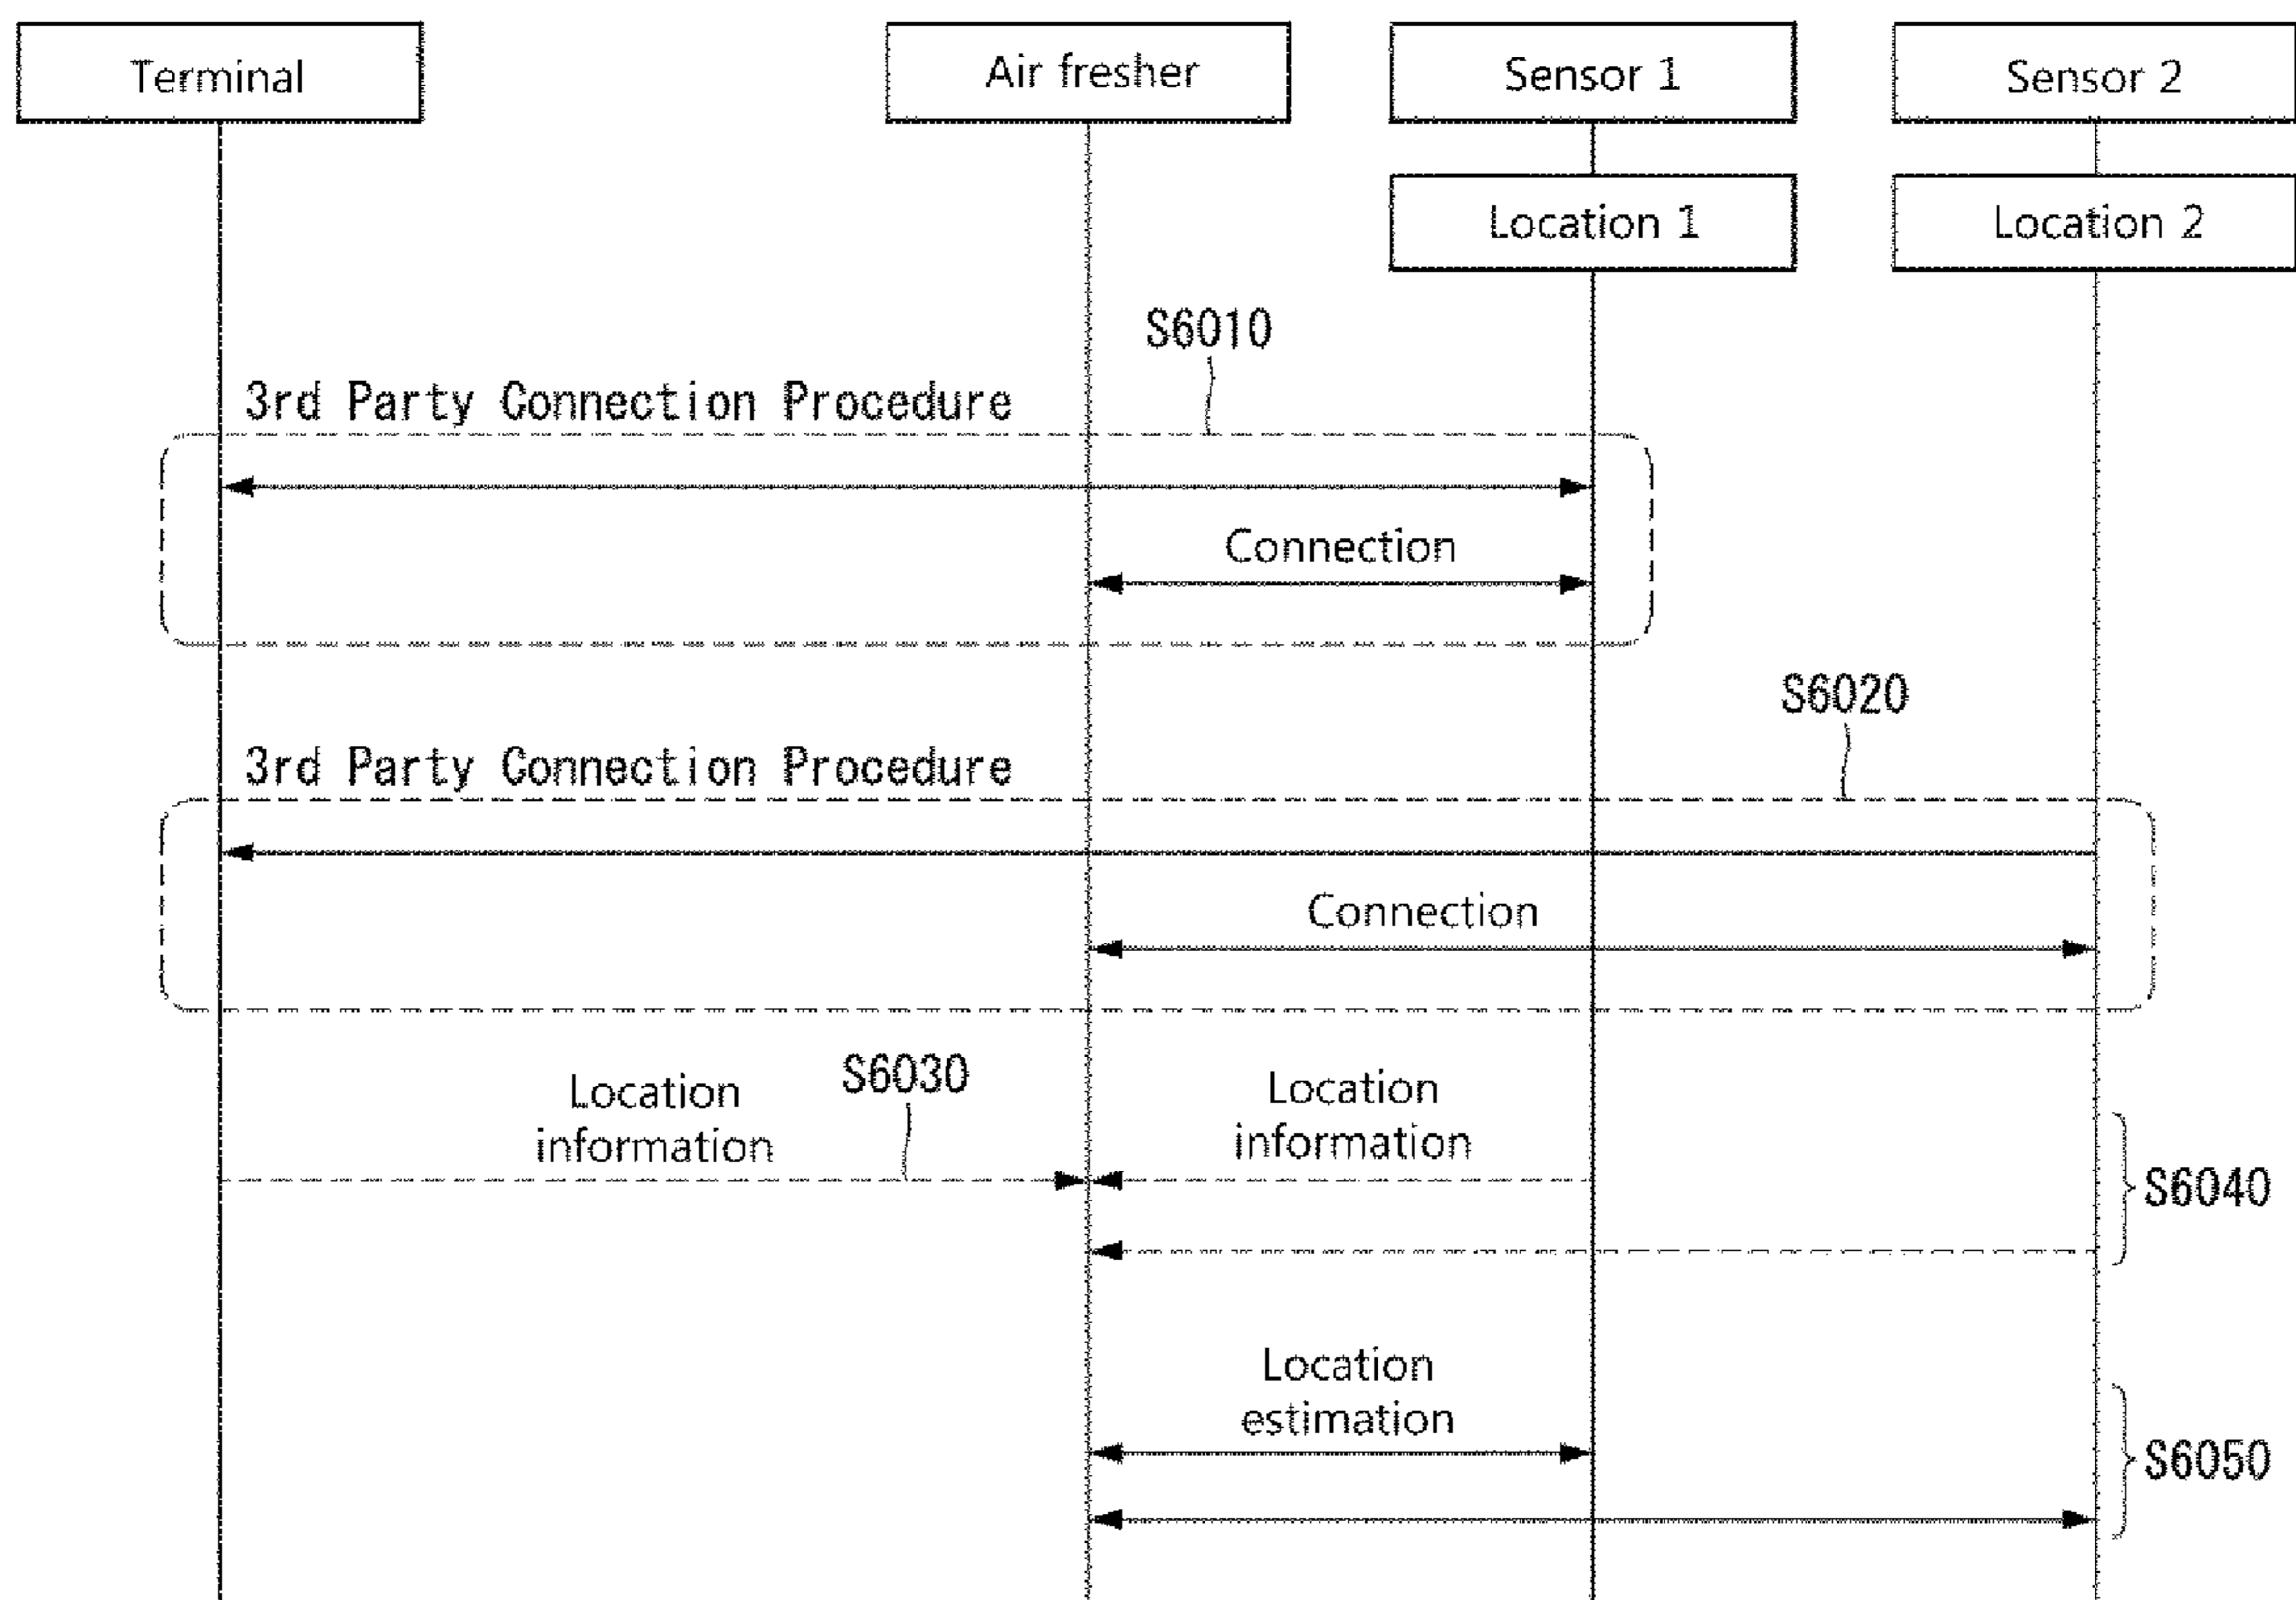 Terminal
Air fresher
Sensor 1
Sensor 2
Location 1
Location 2
S6010
3rd Party Connection Procedure
Connection
S6020
3rd Party Connection Procedure
Connection
Location
information
S6030
Location
information
S6040
Location
estimation
S6050